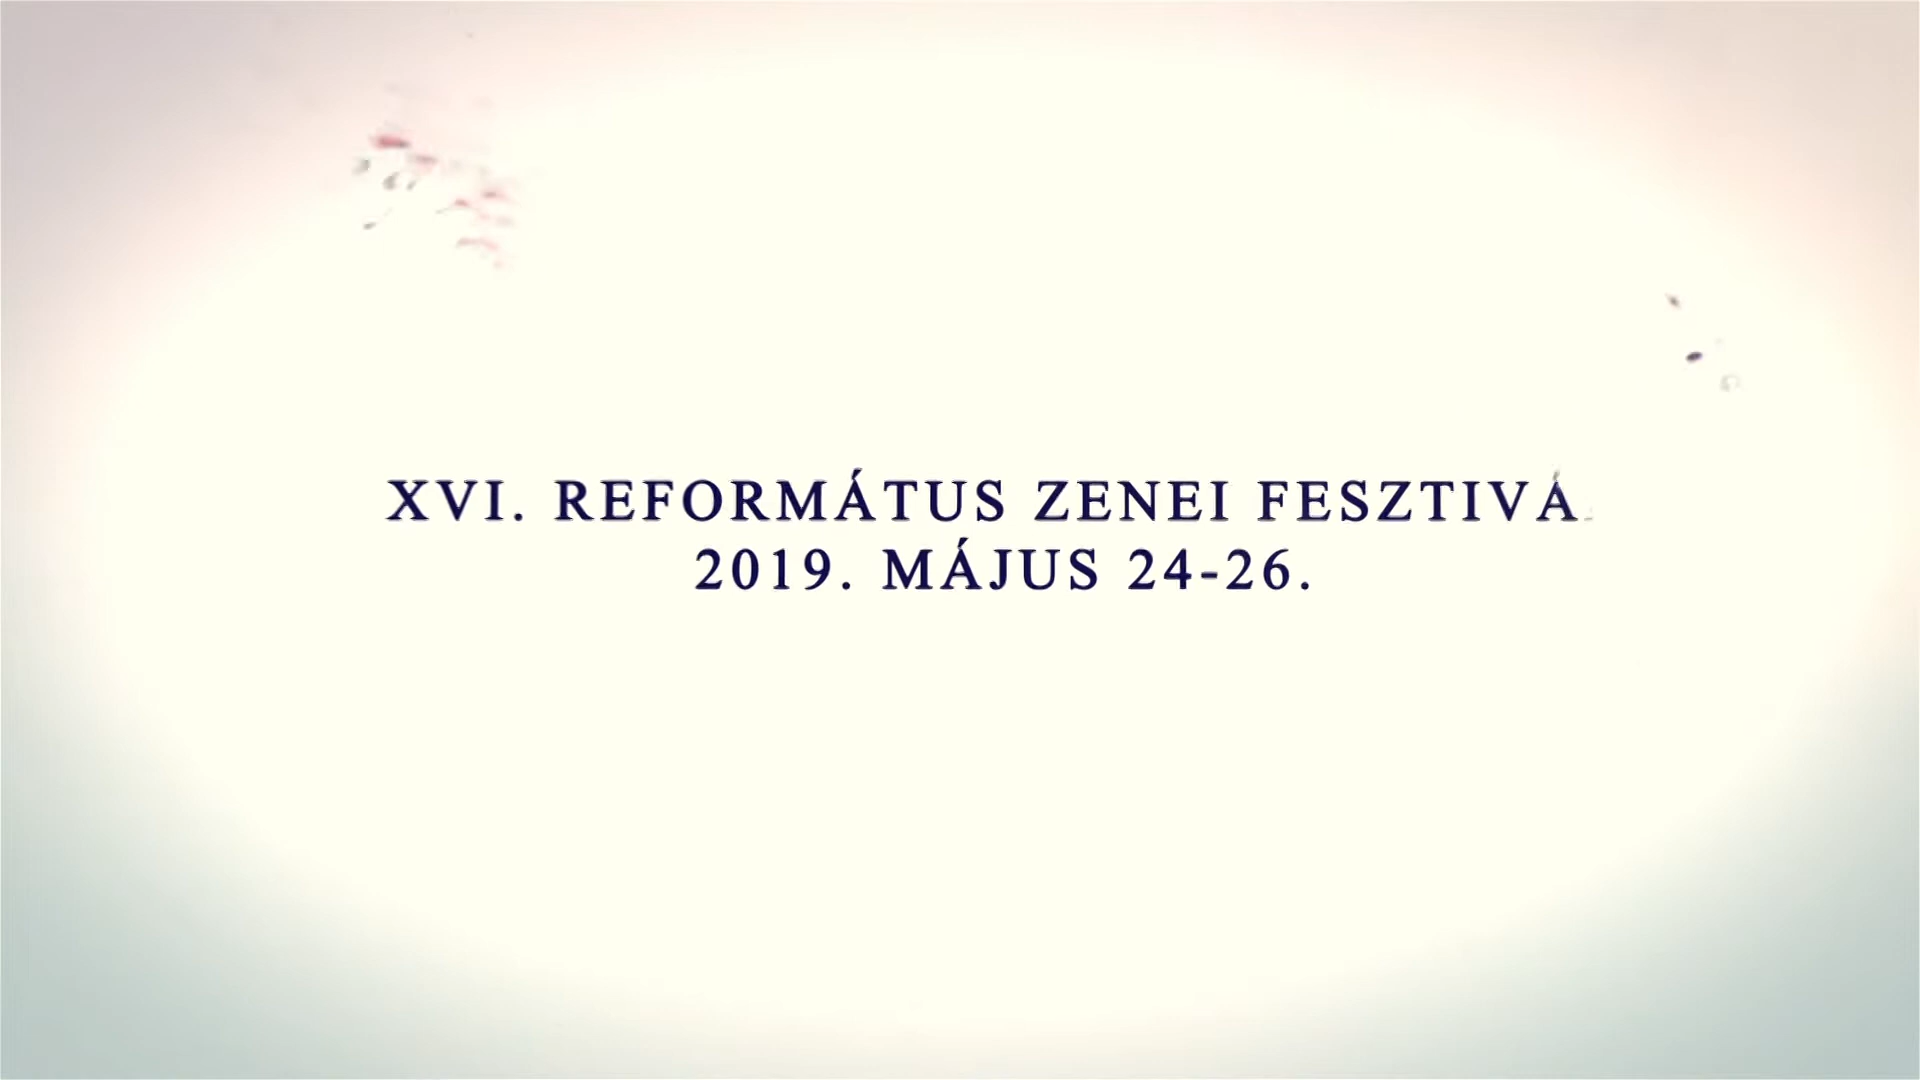 XVI. REFORMÁTUS ZENEI FESZTIVÁ
2019. MÁJUS 24-26.